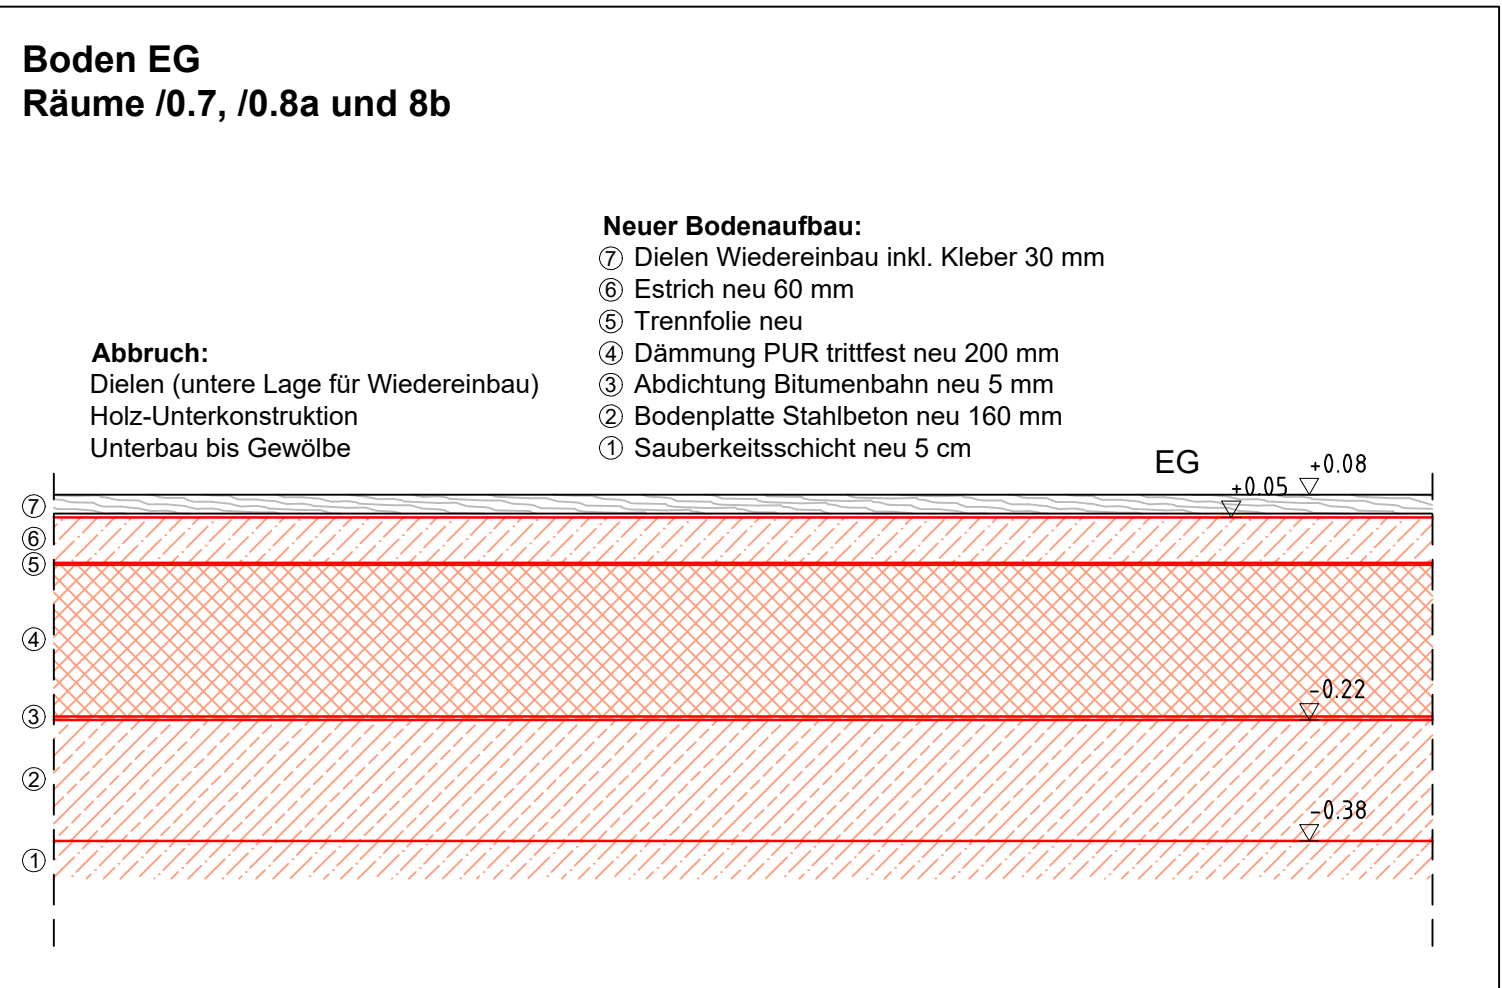 Boden EG
Räume /0.7, /0.8a und 8b
Neuer Bodenaufbau:
⑦ Dielen Wiedereinbau inkl. Kleber 30 mm
⑥ Estrich neu 60 mm
⑤ Trennfolie neu
④ Dämmung PUR trittfest neu 200 mm
③ Abdichtung Bitumenbahn neu 5 mm
② Bodenplatte Stahlbeton neu 160 mm
① Sauberkeitsschicht neu 5 cm
Abbruch:
Dielen (untere Lage für Wiedereinbau)
Holz-Unterkonstruktion
Unterbau bis Gewölbe
EG
+0.08
+0.05
⑦
⑥
⑤
④
-0.22
③
②
-0.38
①